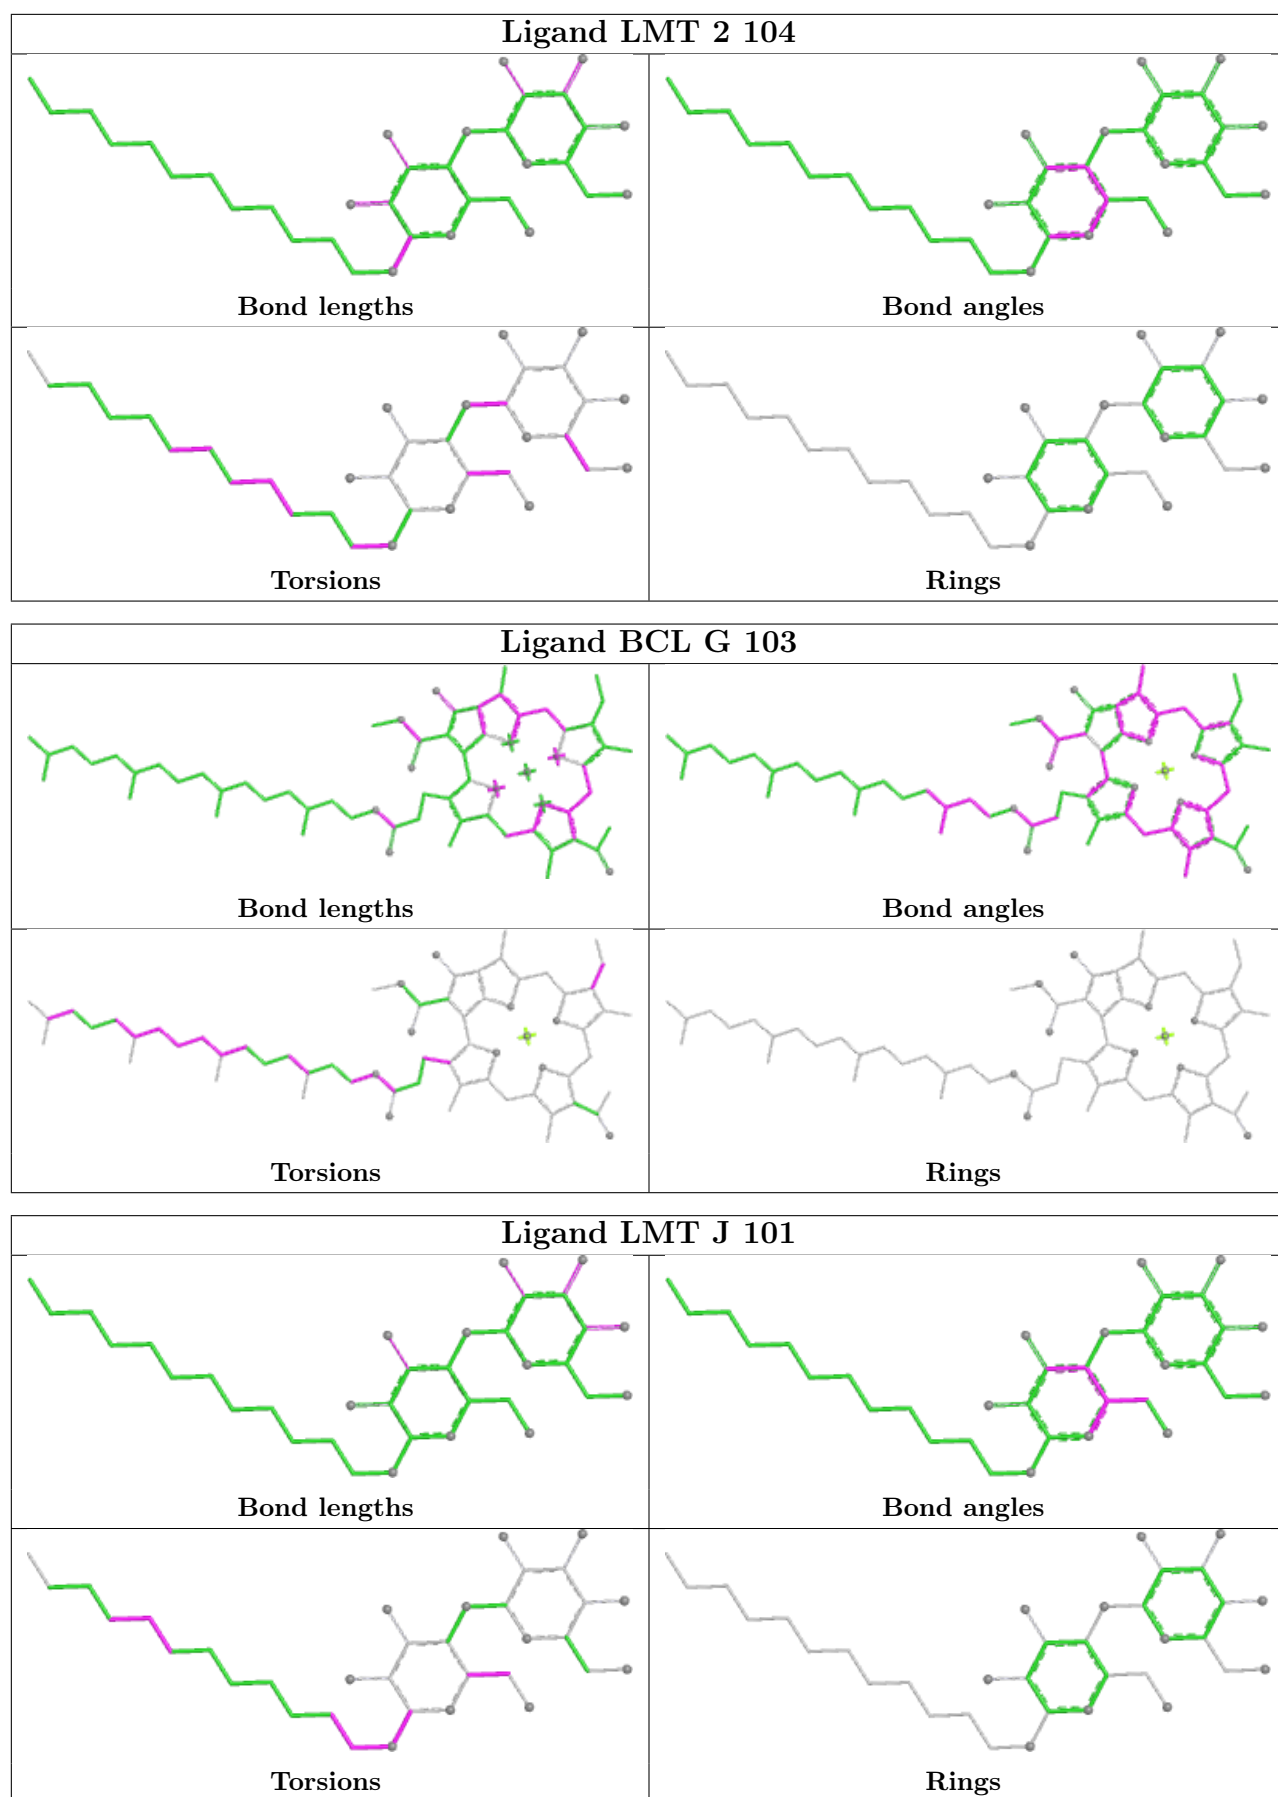 Ligand LMT 2 104
Bond lengths
Bond angles
Torsions
Rings
Ligand BCL G 103
Bond lengths
Bond angles
Torsions
Rings
Ligand LMT J 101
Bond lengths
Bond angles
Torsions
Rings